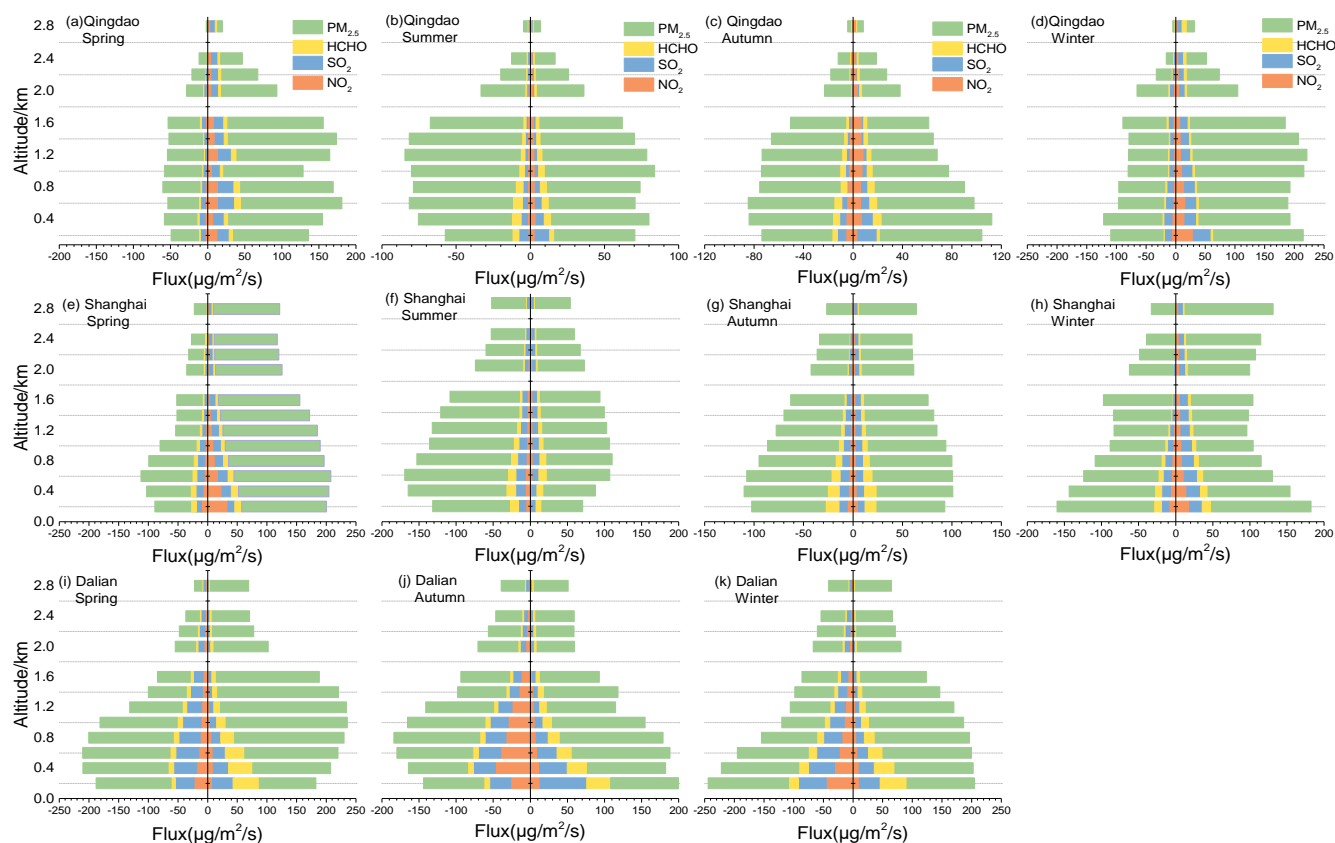 (a)Qingdao
Spring
PM2.5
HCHO
SO2
NO2
(b) Qingdao
Summer
PM2.5
HCHO
SO2
NO2
(c) Qingdao
Autumn
PM2.5
HCHO
SO2
NO2
(d) Qingdao
Winter
PM2.5
HCHO
SO2
NO2
Altitude/km
2.8
2.4
2.0
1.6
1.2
0.8
0.4
-200 -150 -100 -50 0 50 100 150 200
-100 -50 0 50 100
-120 -80 -40 0 40 80 120
-250 -200 -150 -100 -50 0 50 100 150 200 250
Flux(μg/m²/s)
Flux(μg/m²/s)
Flux(μg/m²/s)
Flux(μg/m²/s)
(e) Shanghai
Spring
(f) Shanghai
Summer
(g) Shanghai
Autumn
(h) Shanghai
Winter
Altitude/km
2.8
2.4
2.0
1.6
1.2
0.8
0.4
0.0
-250 -200 -150 -100 -50 0 50 100 150 200 250
-200 -150 -100 -50 0 50 100 150 200
-150 -100 -50 0 50 100 150
-200 -150 -100 -50 0 50 100 150 200
Flux(μg/m²/s)
Flux(μg/m²/s)
Flux(μg/m²/s)
Flux(μg/m²/s)
(i) Dalian
Spring
(j) Dalian
Autumn
(k) Dalian
Winter
Altitude/km
2.8
2.4
2.0
1.6
1.2
0.8
0.4
0.0
-250 -200 -150 -100 -50 0 50 100 150 200 250
-200 -150 -100 -50 0 50 100 150 200
-250 -200 -150 -100 -50 0 50 100 150 200 250
Flux(μg/m²/s)
Flux(μg/m²/s)
Flux(μg/m²/s)